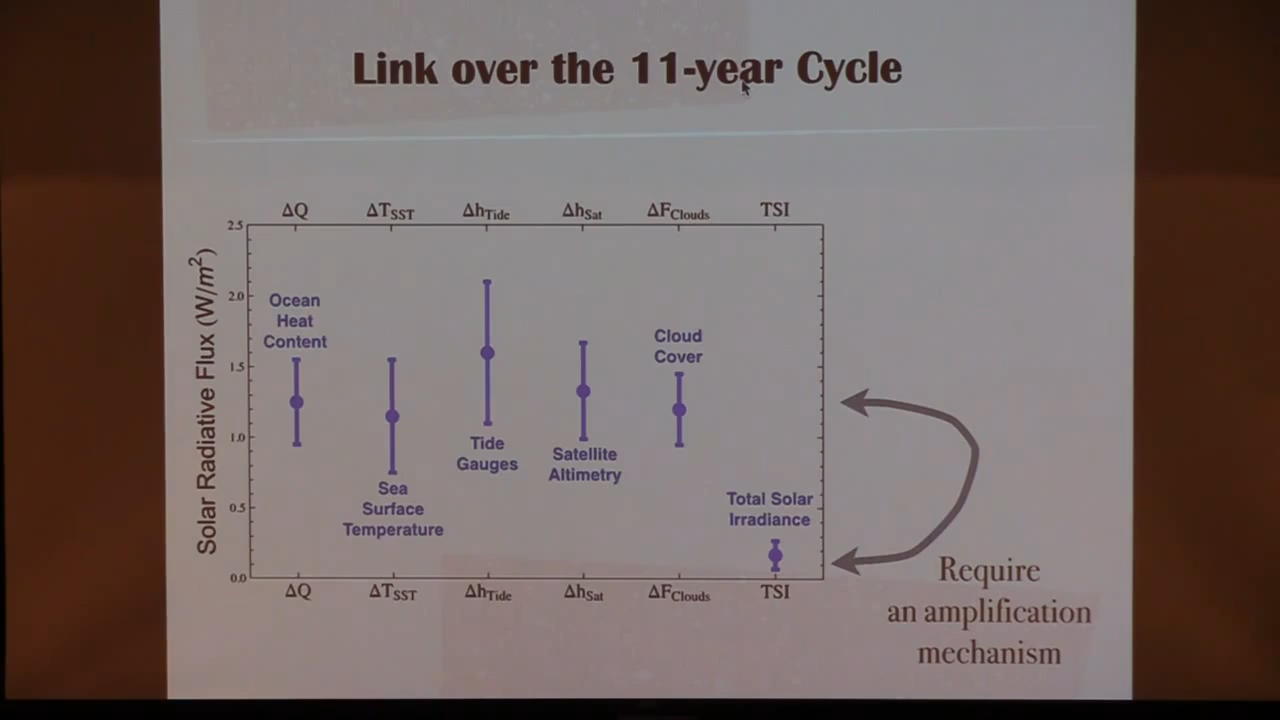 Link over the 11-year Cycle
ΔQ ΔT_SST Δh_Tide Δh_Sat ΔF_Clouds TSI
Solar Radiative Flux (W/m²)
2.5
2.0
1.5
1.0
0.5
0.0
Ocean
Heat
Content
Sea
Surface
Temperature
Tide
Gauges
Satellite
Altimetry
Cloud
Cover
Total Solar
Irradiance
ΔQ ΔT_SST Δh_Tide Δh_Sat ΔF_Clouds TSI
Require
an amplification
mechanism